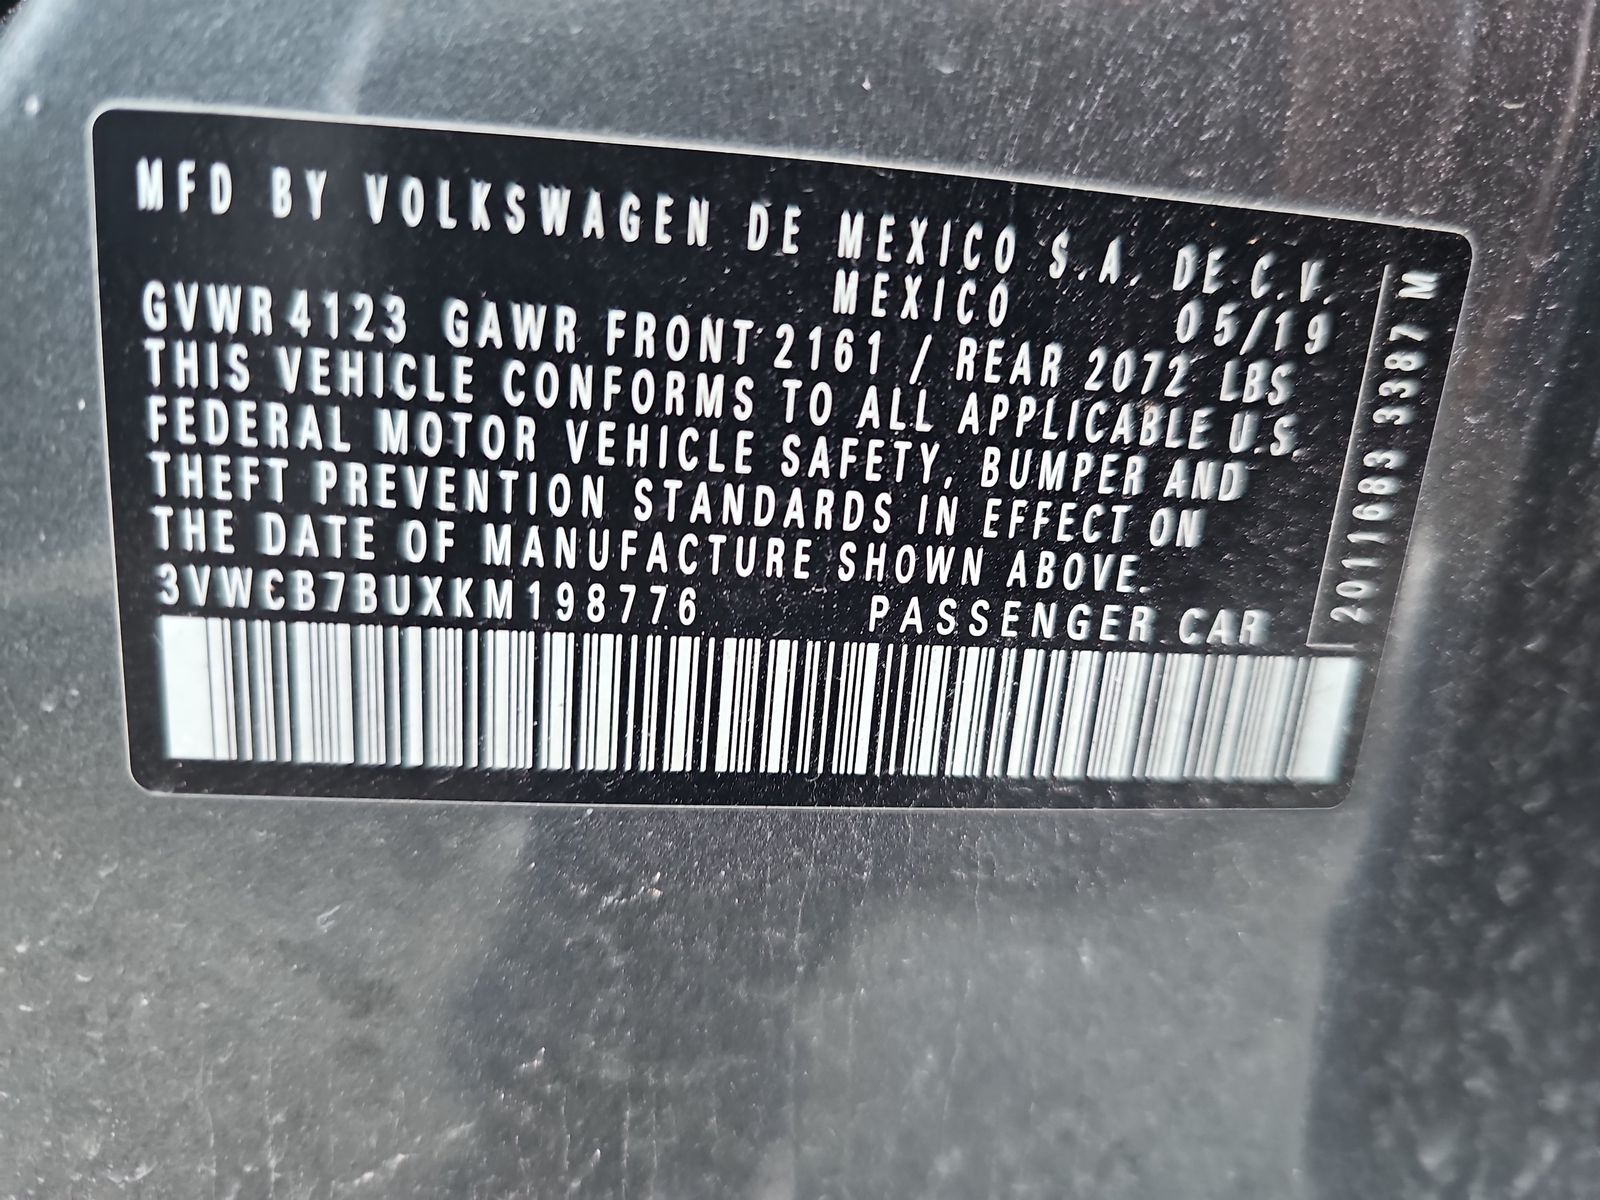 MFD BY VOLKSWAGEN DE MEXICO S.A. DE C.V.
MEXICO 05/19
GVWR 4123 GAWR FRONT 2161 / REAR 2072 LBS
THIS VEHICLE CONFORMS TO ALL APPLICABLE U.S.
FEDERAL MOTOR VEHICLE SAFETY, BUMPER AND
THEFT PREVENTION STANDARDS IN EFFECT ON
THE DATE OF MANUFACTURE SHOWN ABOVE.
3VWCB7BUXKM198776 PASSENGER CAR
2011683 3387 M